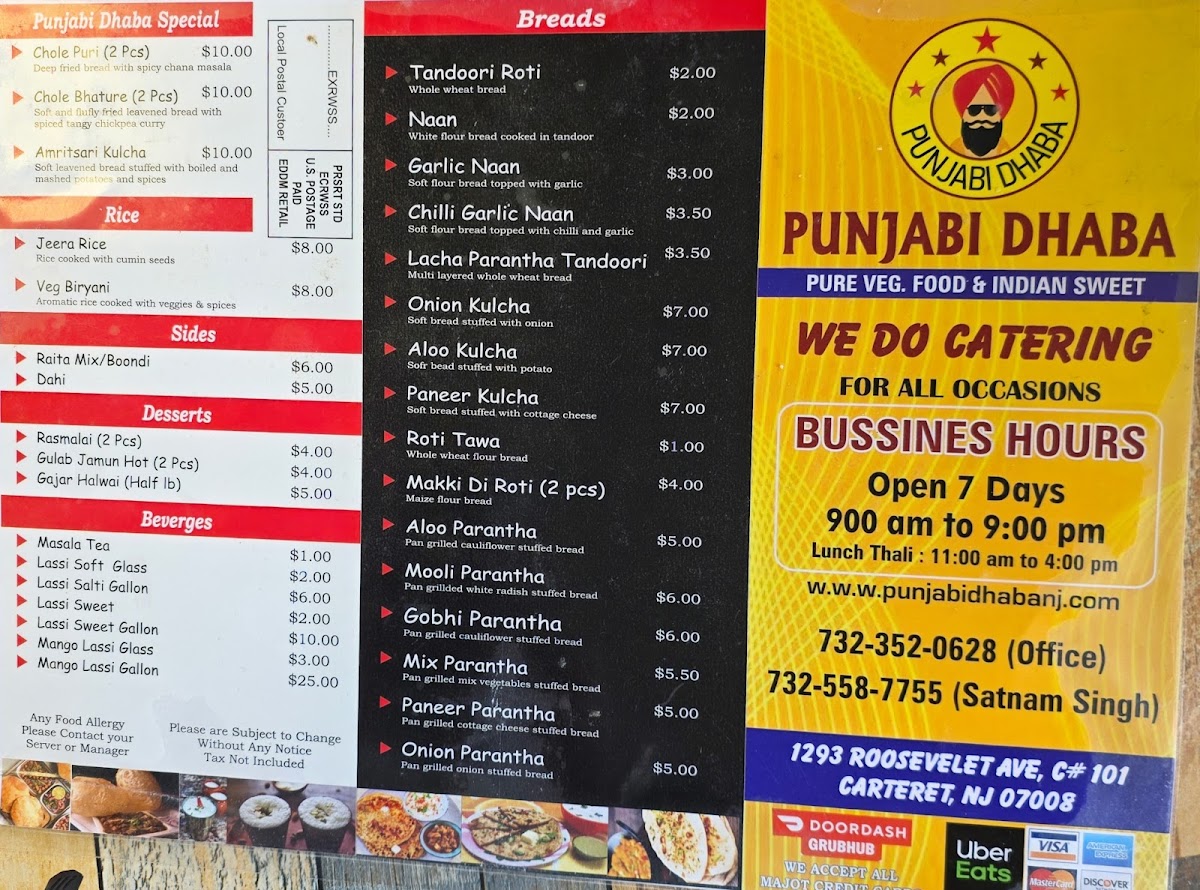 Punjabi Dhaba Special
Chole Puri (2 Pcs) $10.00
Deep fried bread with spicy chana masala
Chole Bhature (2 Pcs) $10.00
Soft and flufly fried leavened bread with
spiced tangy chickpea curry
Amritsari Kulcha $10.00
Soft leavened bread stuffed with boiled and
mashed potatoes and spices
..............EXRWSS....
Local Postal Custoer
PRSRT STD
ECRWSS
U.S. POSTAGE
PAID
EDDM RETAIL
Rice
Jeera Rice $8.00
Rice cooked with cumin seeds
Veg Biryani $8.00
Aromatic rice cooked with veggies & spices
Sides
Raita Mix/Boondi $6.00
Dahi $5.00
Desserts
Rasmalai (2 Pcs) $4.00
Gulab Jamun Hot (2 Pcs) $4.00
Gajar Halwai (Half lb) $5.00
Beverges
Masala Tea $1.00
Lassi Soft Glass $2.00
Lassi Salti Gallon $6.00
Lassi Sweet $2.00
Lassi Sweet Gallon $10.00
Mango Lassi Glass $3.00
Mango Lassi Gallon $25.00
Any Food Allergy
Please Contact your
Server or Manager
Please are Subject to Change
Without Any Notice
Tax Not Included
Breads
Tandoori Roti $2.00
Whole wheat bread
Naan $2.00
White flour bread cooked in tandoor
Garlic Naan $3.00
Soft flour bread topped with garlic
Chilli Garlic Naan $3.50
Soft flour bread topped with chilli and garlic
Lacha Parantha Tandoori $3.50
Multi layered whole wheat bread
Onion Kulcha $7.00
Soft bread stuffed with onion
Aloo Kulcha $7.00
Sofr bead stuffed with potato
Paneer Kulcha $7.00
Soft bread stuffed with cottage cheese
Roti Tawa $1.00
Whole wheat flour bread
Makki Di Roti (2 pcs) $4.00
Maize flour bread
Aloo Parantha $5.00
Pan grilled cauliflower stuffed bread
Mooli Parantha $6.00
Pan grillded white radish stuffed bread
Gobhi Parantha $6.00
Pan grilled cauliflower stuffed bread
Mix Parantha $5.50
Pan grilled mix vegetables stuffed bread
Paneer Parantha $5.00
Pan grilled cottage cheese stuffed bread
Onion Parantha $5.00
Pan grilled onion stuffed bread
PUNJABI DHABA
PUNJABI DHABA
PURE VEG. FOOD & INDIAN SWEET
WE DO CATERING
FOR ALL OCCASIONS
BUSSINES HOURS
Open 7 Days
900 am to 9:00 pm
Lunch Thali : 11:00 am to 4:00 pm
w.w.w.punjabidhabanj.com
732-352-0628 (Office)
732-558-7755 (Satnam Singh)
1293 ROOSEVELET AVE, C# 101
CARTERET, NJ 07008
DOORDASH
GRUBHUB
WE ACCEPT ALL
MAJOT CREDIT CARD
Uber
Eats
VISA
AMERICAN
EXPRESS
MasterCard
DISCOVER